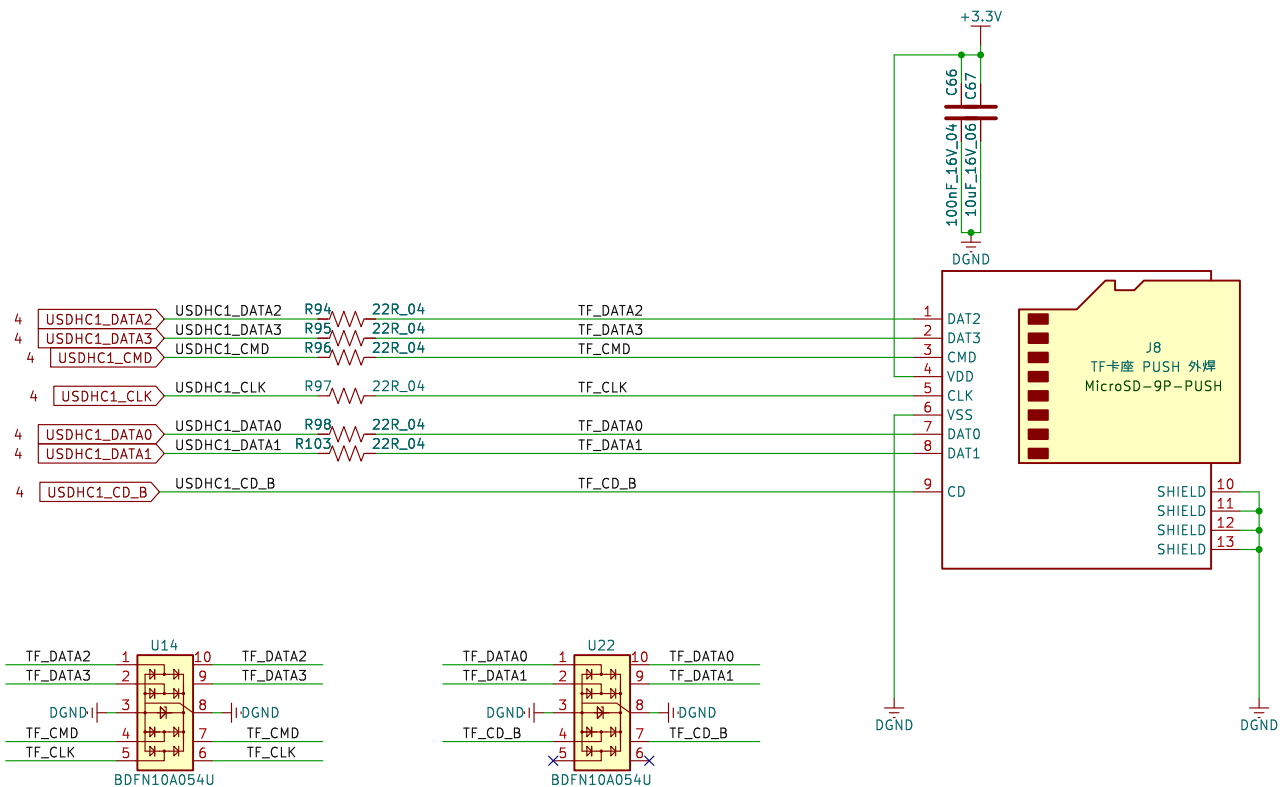 +3.3V
C66
C67
100nF_16V_04
10uF_16V_06
DGND
4 USDHC1_DATA2 USDHC1_DATA2 R94 22R_04 TF_DATA2 1 DAT2
4 USDHC1_DATA3 USDHC1_DATA3 R95 22R_04 TF_DATA3 2 DAT3
4 USDHC1_CMD USDHC1_CMD R96 22R_04 TF_CMD 3 CMD
4 VDD
4 USDHC1_CLK USDHC1_CLK R97 22R_04 TF_CLK 5 CLK
6 VSS
4 USDHC1_DATA0 USDHC1_DATA0 R98 22R_04 TF_DATA0 7 DAT0
4 USDHC1_DATA1 USDHC1_DATA1 R103 22R_04 TF_DATA1 8 DAT1
4 USDHC1_CD_B USDHC1_CD_B TF_CD_B 9 CD
J8
TF卡座 PUSH 外焊
MicroSD-9P-PUSH
SHIELD 10
SHIELD 11
SHIELD 12
SHIELD 13
DGND
DGND
U14
TF_DATA2 1 10 TF_DATA2
TF_DATA3 2 9 TF_DATA3
DGND 3 8 DGND
TF_CMD 4 7 TF_CMD
TF_CLK 5 6 TF_CLK
BDFN10A054U
U22
TF_DATA0 1 10 TF_DATA0
TF_DATA1 2 9 TF_DATA1
DGND 3 8 DGND
TF_CD_B 4 7 TF_CD_B
5 6
BDFN10A054U